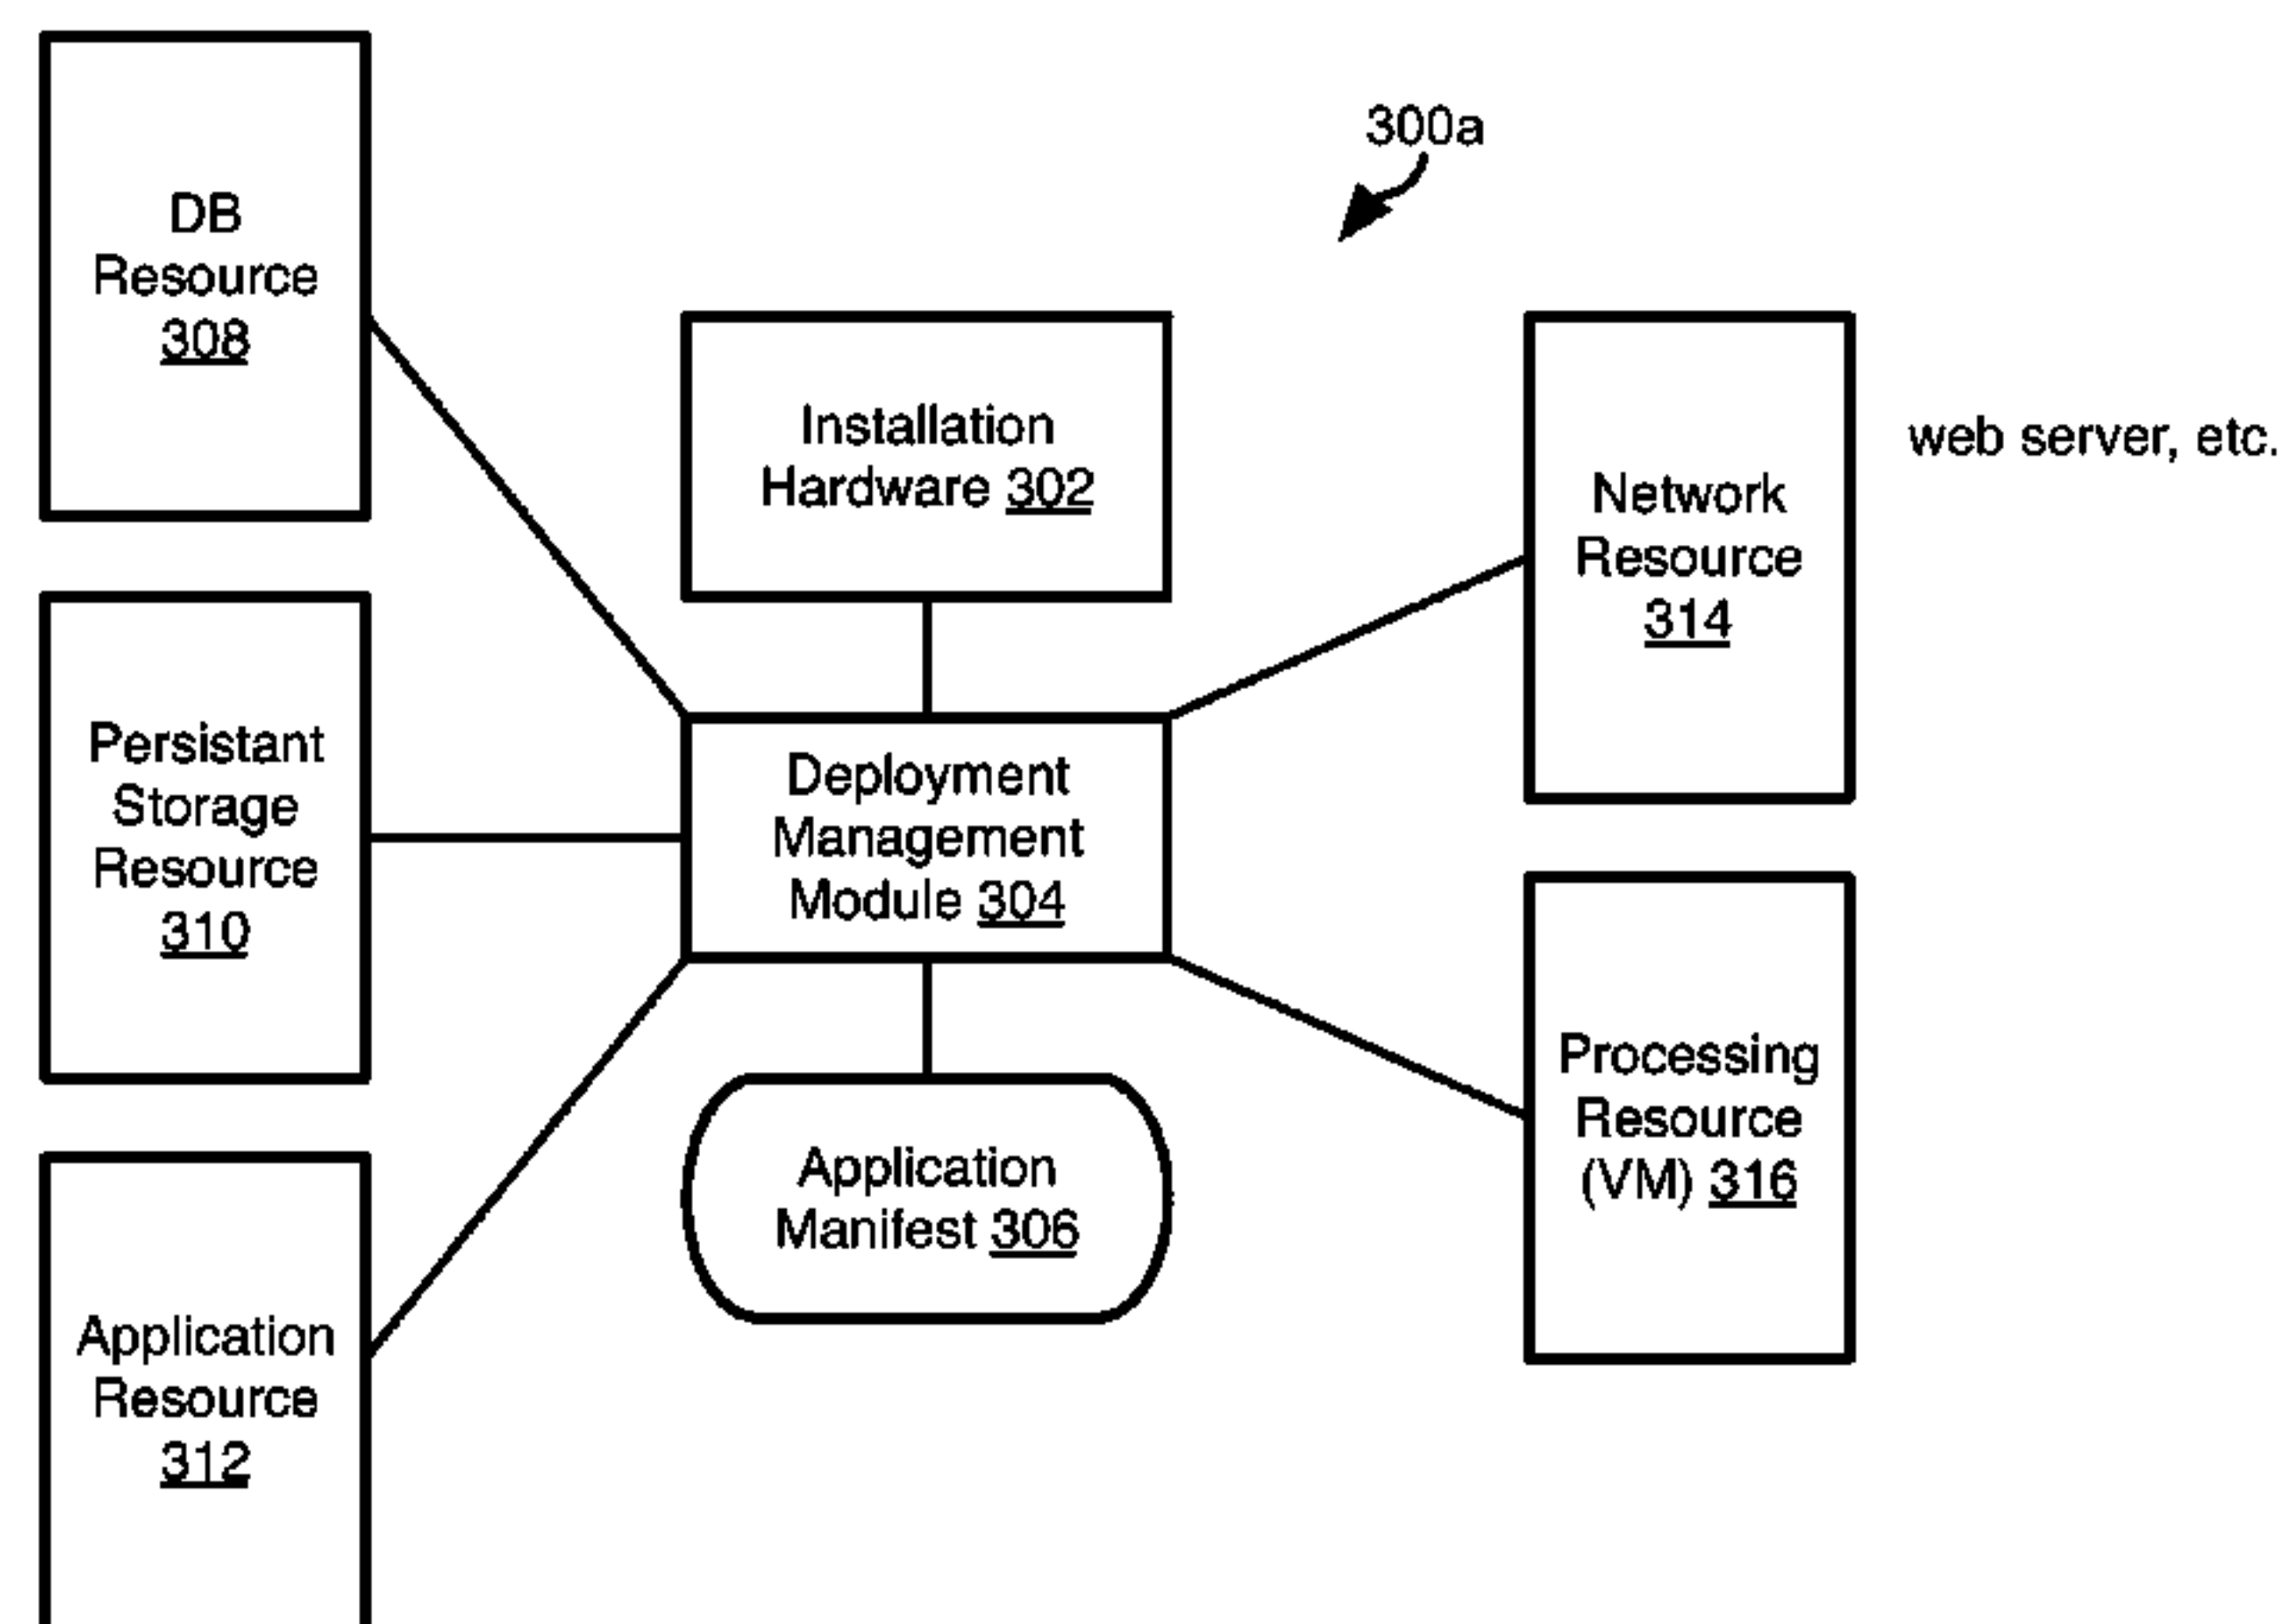 300a
DB
Resource
308
Persistant
Storage
Resource
310
Application
Resource
312
Installation
Hardware 302
Deployment
Management
Module 304
Application
Manifest 306
Network
Resource
314
web server, etc.
Processing
Resource
(VM) 316